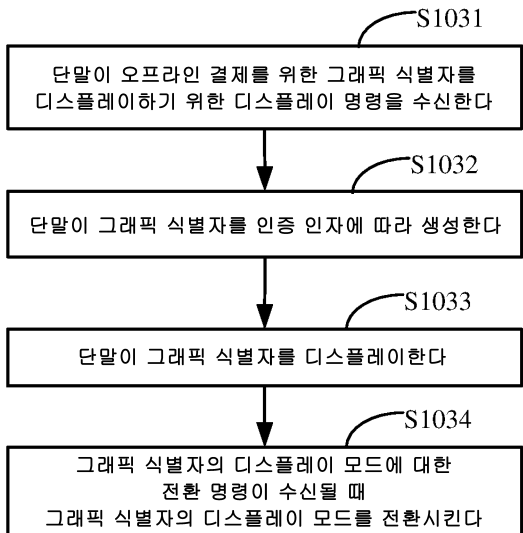 S1031
단말이 오프라인 결제를 위한 그래픽 식별자를
디스플레이하기 위한 디스플레이 명령을 수신한다
S1032
단말이 그래픽 식별자를 인증 인자에 따라 생성한다
S1033
단말이 그래픽 식별자를 디스플레이한다
S1034
그래픽 식별자의 디스플레이 모드에 대한
전환 명령이 수신될 때
그래픽 식별자의 디스플레이 모드를 전환시킨다